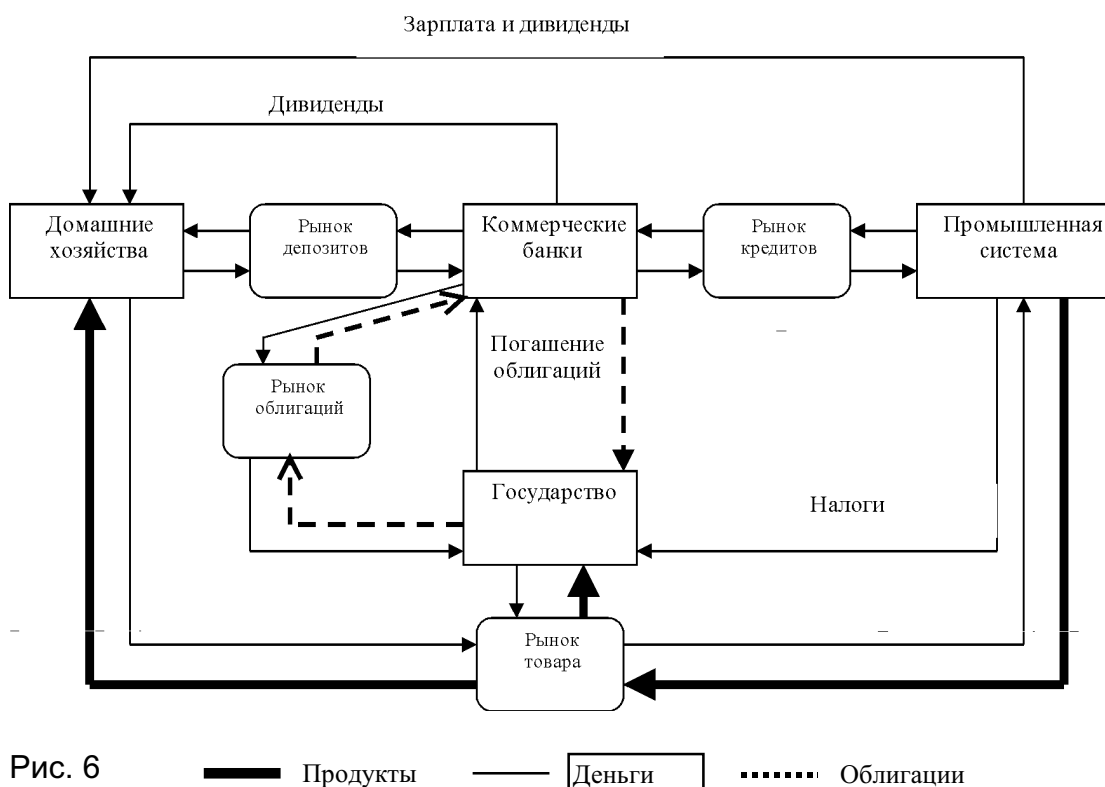 Зарплата и дивиденды
Дивиденды
Домашние
хозяйства
Рынок
депозитов
Коммерческие
банки
Рынок
кредитов
Промышленная
система
Погашение
облигаций
Рынок
облигаций
Государство
Налоги
Рынок
товара
Рис. 6
Продукты
Деньги
Облигации